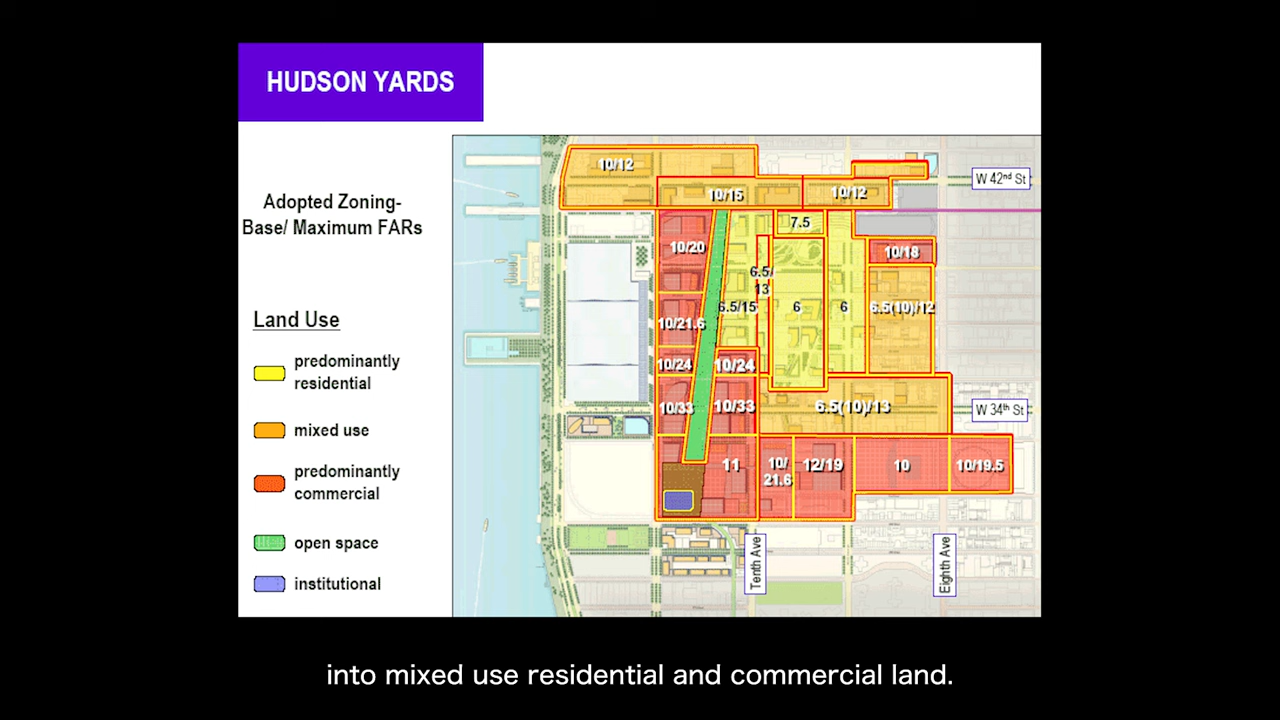 HUDSON YARDS
Adopted Zoning-
Base/ Maximum FARs
Land Use
predominantly
residential
mixed use
predominantly
commercial
open space
institutional
10/12
10/15
10/12
W 42nd St
7.5
10/20
10/18
6.5/
13
6.5/15
6
6
6.5(10)/12
10/21.6
10/24
10/24
10/33
10/33
6.5(10)/13
W 34th St
11
10/
21.6
12/19
10
10/19.5
Tenth Ave
Eighth Ave
into mixed use residential and commercial land.